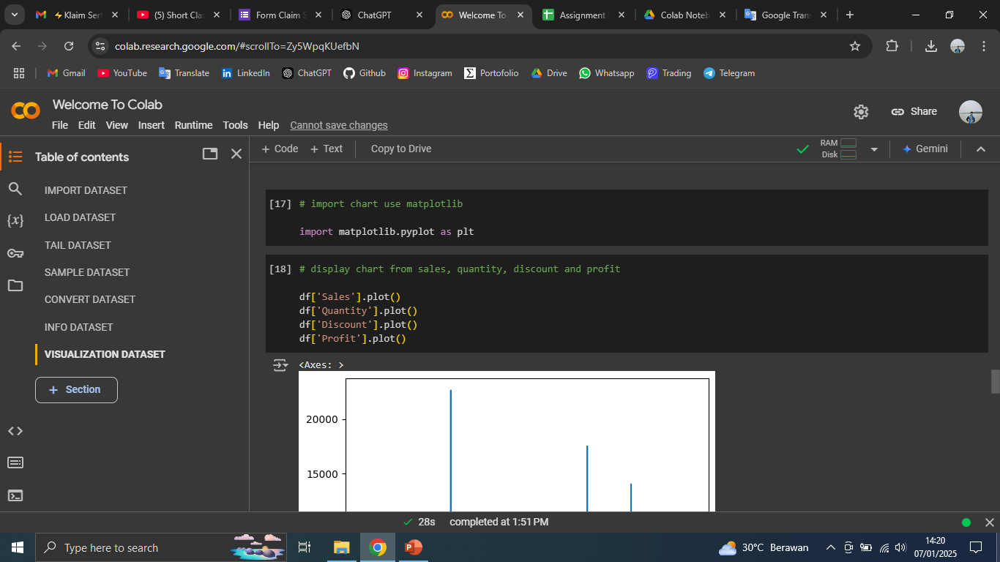 Klaim Sert
(5) Short Cla
Form Claim S
ChatGPT
Welcome To
Assignment
Colab Noteb
Google Tran
colab.research.google.com/#scrollTo=Zy5WpqKUefbN
Gmail
YouTube
Translate
LinkedIn
ChatGPT
Github
Instagram
Portofolio
Drive
Whatsapp
Trading
Telegram
Welcome To Colab
File Edit View Insert Runtime Tools Help Cannot save changes
Share
Table of contents
+ Code + Text Copy to Drive
RAM
Disk
Gemini
IMPORT DATASET
LOAD DATASET
TAIL DATASET
SAMPLE DATASET
CONVERT DATASET
INFO DATASET
VISUALIZATION DATASET
+ Section
[17] # import chart use matplotlib
import matplotlib.pyplot as plt
[18] # display chart from sales, quantity, discount and profit
df['Sales'].plot()
df['Quantity'].plot()
df['Discount'].plot()
df['Profit'].plot()
<Axes: >
20000
15000
28s completed at 1:51 PM
Type here to search
30°C Berawan
14:20
07/01/2025